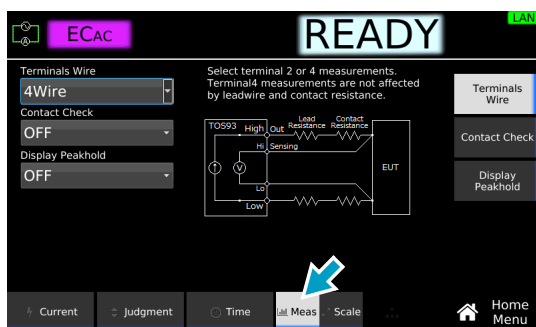 LAN
A
ECAC
READY
Terminals Wire
4Wire
Contact Check
OFF
Display Peakhold
OFF
Select terminal 2 or 4 measurements.
Terminal4 measurements are not affected
by leadwire and contact resistance.
TOS93
High
Out
Lead
Resistance
Contact
Resistance
Hi
Sensing
V
EUT
Lo
Low
Terminals
Wire
Contact Check
Display
Peakhold
Current
Judgment
Time
Meas
Scale
Home
Menu